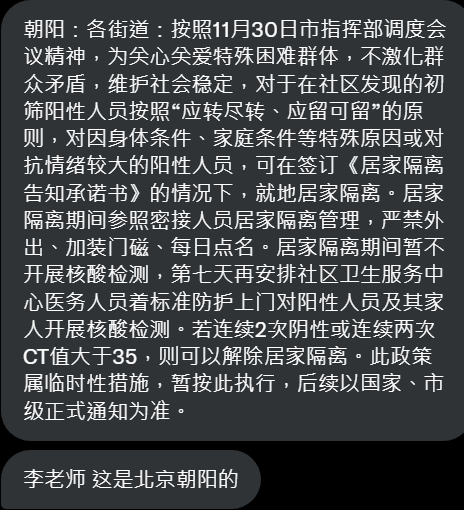 朝阳：各街道：按照11月30日市指挥部调度会
议精神，为尖心尖爱特殊困难群体，不激化群
众矛盾，维护社会稳定，对于在社区发现的初
筛阳性人员按照“应转尽转、应留可留”的原
则，对因身体条件、家庭条件等特殊原因或对
抗情绪较大的阳性人员，可在签订《居家隔离
告知承诺书》的情况下，就地居家隔离。居家
隔离期间参照密接人员居家隔离管理，严禁外
出、加装门磁、每日点名。居家隔离期间暂不
开展核酸检测，第七天再安排社区卫生服务中
心医务人员着标准防护上门对阳性人员及其家
人开展核酸检测。若连续2次阴性或连续两次
CT值大于35，则可以解除居家隔离。此政策
属临时性措施，暂按此执行，后续以国家、市
级正式通知为准。
李老师 这是北京朝阳的